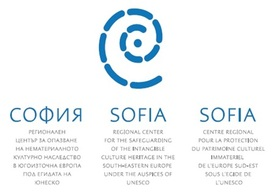 СОФИЯ
РЕГИОНАЛЕН
ЦЕНТЪР ЗА ОПАЗВАНЕ
НА НЕМАТЕРИАЛНОТО
КУЛТУРНО НАСЛЕДСТВО
В ЮГОИЗТОЧНА ЕВРОПА
ПОД ЕГИДАТА НА
ЮНЕСКО
SOFIA
REGIONAL CENTER
FOR THE SAFEGUARDING
OF THE INTANGIBLE
CULTURE HERITAGE IN THE
SOUTH-EASTERN EUROPE
UNDER THE AUSPICES OF
UNESCO
SOFIA
CENTRE REGIONAL
POUR LA PROTECTION
DU PATRIMOINE CULTUREL
IMMATERIEL
DE L'EUROPE SUD-EST
SOUS L'EGIDE DE
L'UNESCO